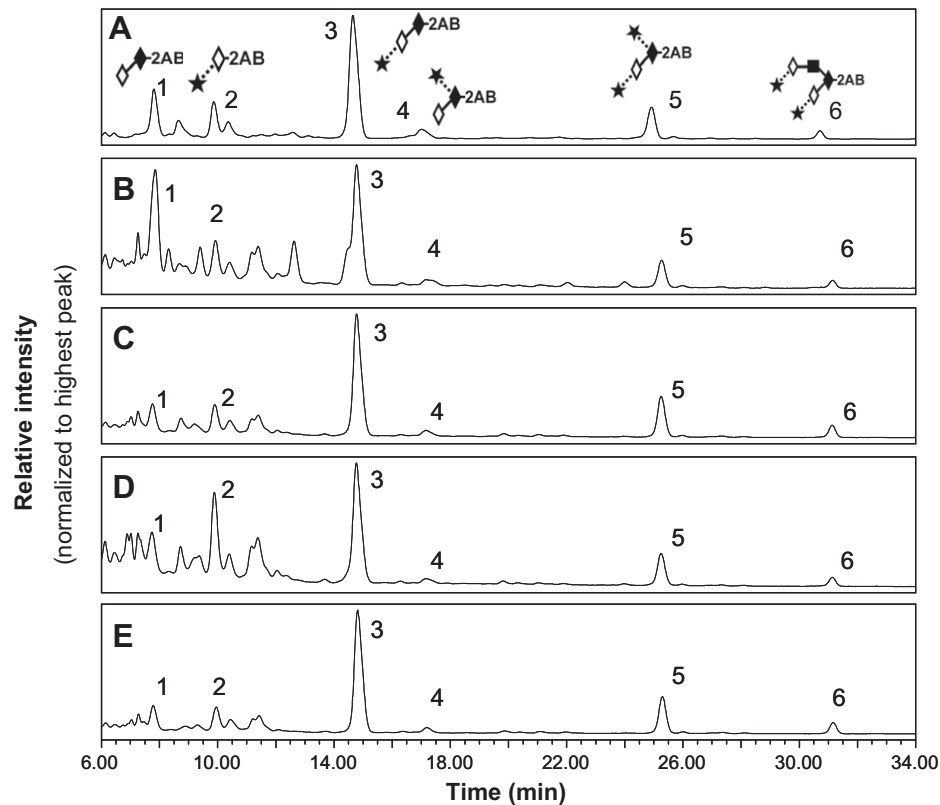 A
1
2
3
4
5
6
2AB
2AB
2AB
2AB
2AB
2AB
B
1
2
3
4
5
6
C
1
2
3
4
5
6
D
1
2
3
4
5
6
E
1
2
3
4
5
6
Relative intensity
(normalized to highest peak)
6.00 10.00 14.00 18.00 22.00 26.00 30.00 34.00
Time (min)